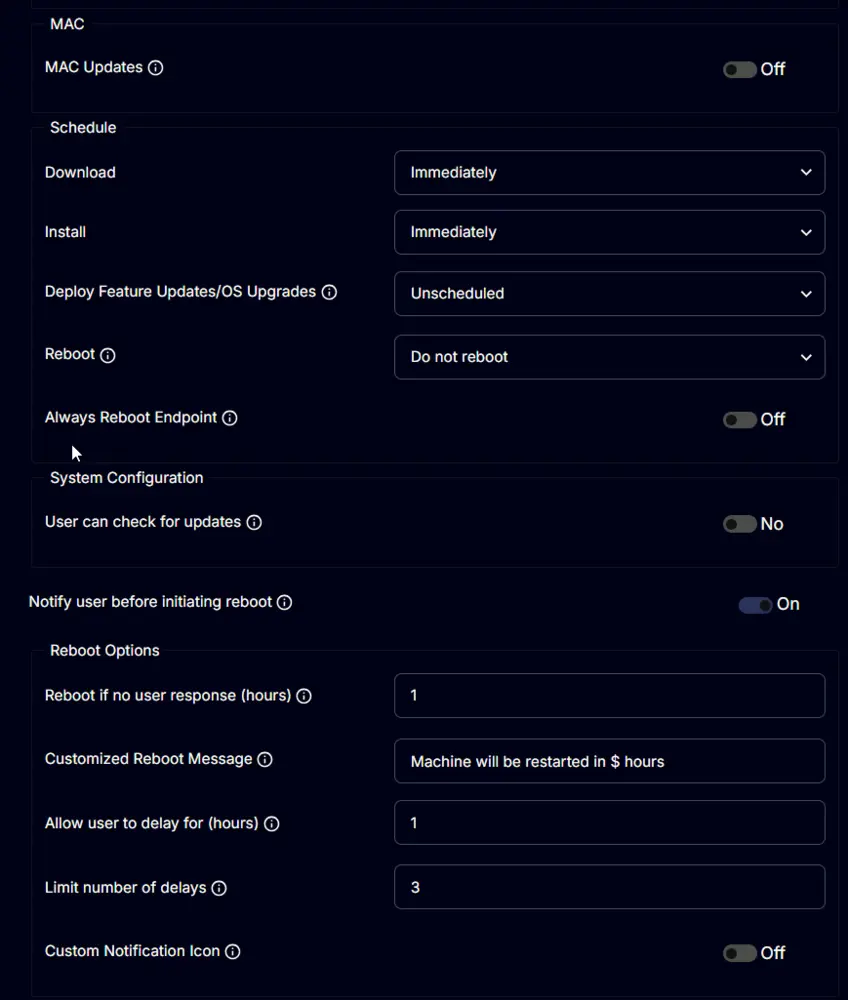 MAC
MAC Updates Off
Schedule
Download Immediately
Install Immediately
Deploy Feature Updates/OS Upgrades Unscheduled
Reboot Do not reboot
Always Reboot Endpoint Off
System Configuration
User can check for updates No
Notify user before initiating reboot On
Reboot Options
Reboot if no user response (hours) 1
Customized Reboot Message Machine will be restarted in $ hours
Allow user to delay for (hours) 1
Limit number of delays 3
Custom Notification Icon Off